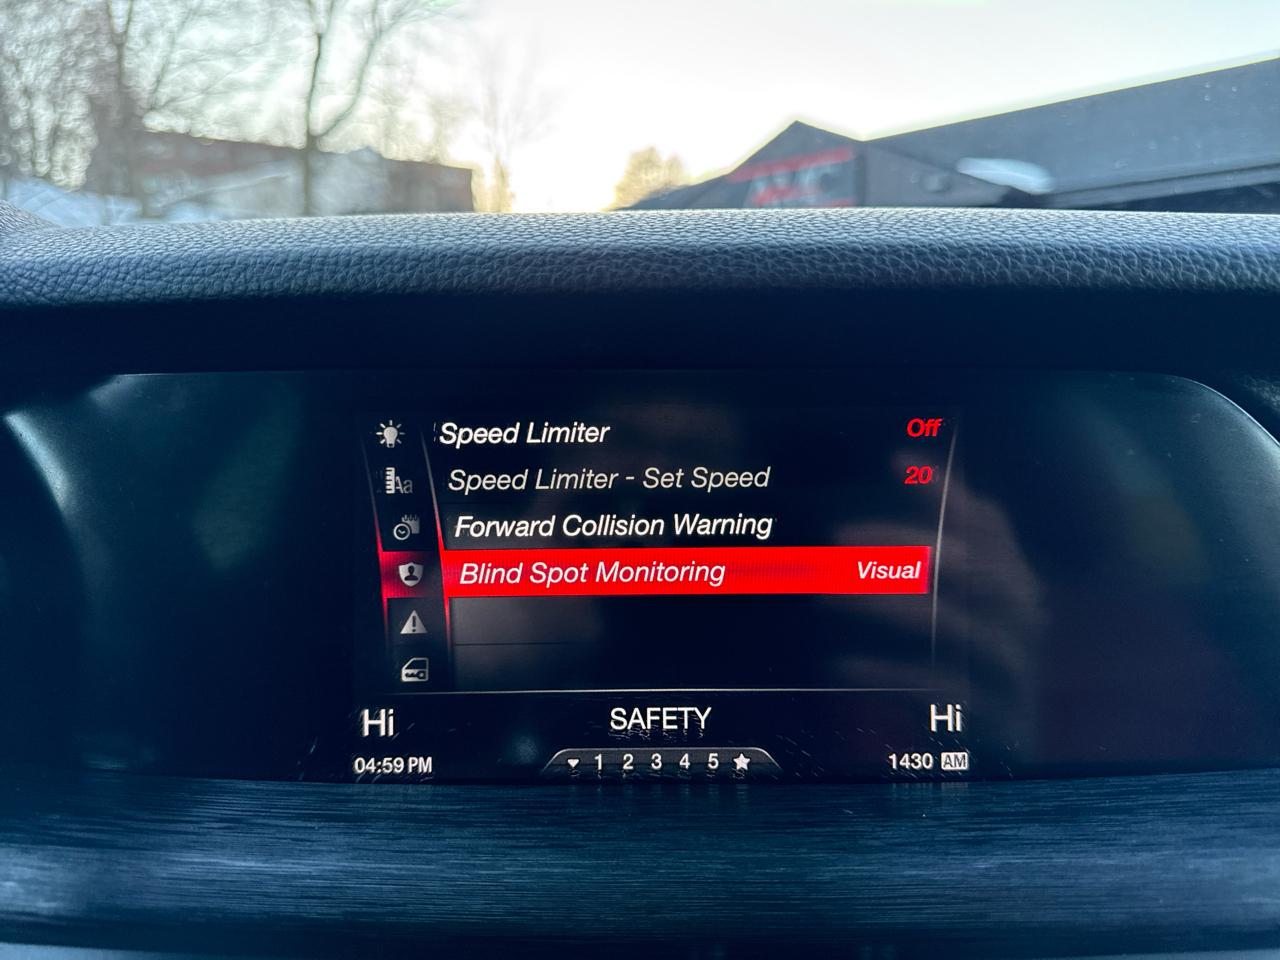 Speed Limiter Off
Aa Speed Limiter - Set Speed 20
Forward Collision Warning
Blind Spot Monitoring Visual
Hi SAFETY Hi
04:59 PM 1 2 3 4 5 1430 AM